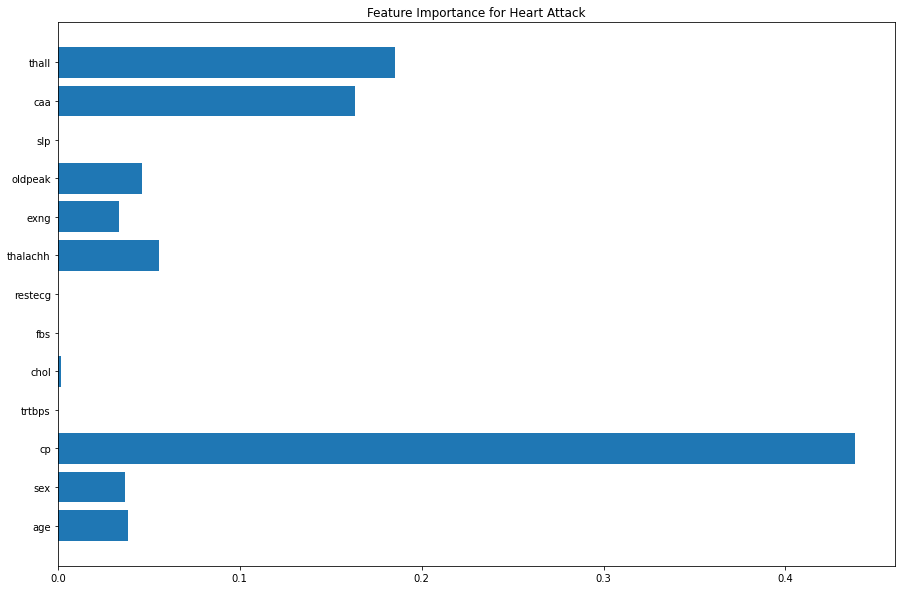 Feature Importance for Heart Attack
thall
caa
slp
oldpeak
exng
thalachh
restecg
fbs
chol
trtbps
cp
sex
age
0.0 0.1 0.2 0.3 0.4